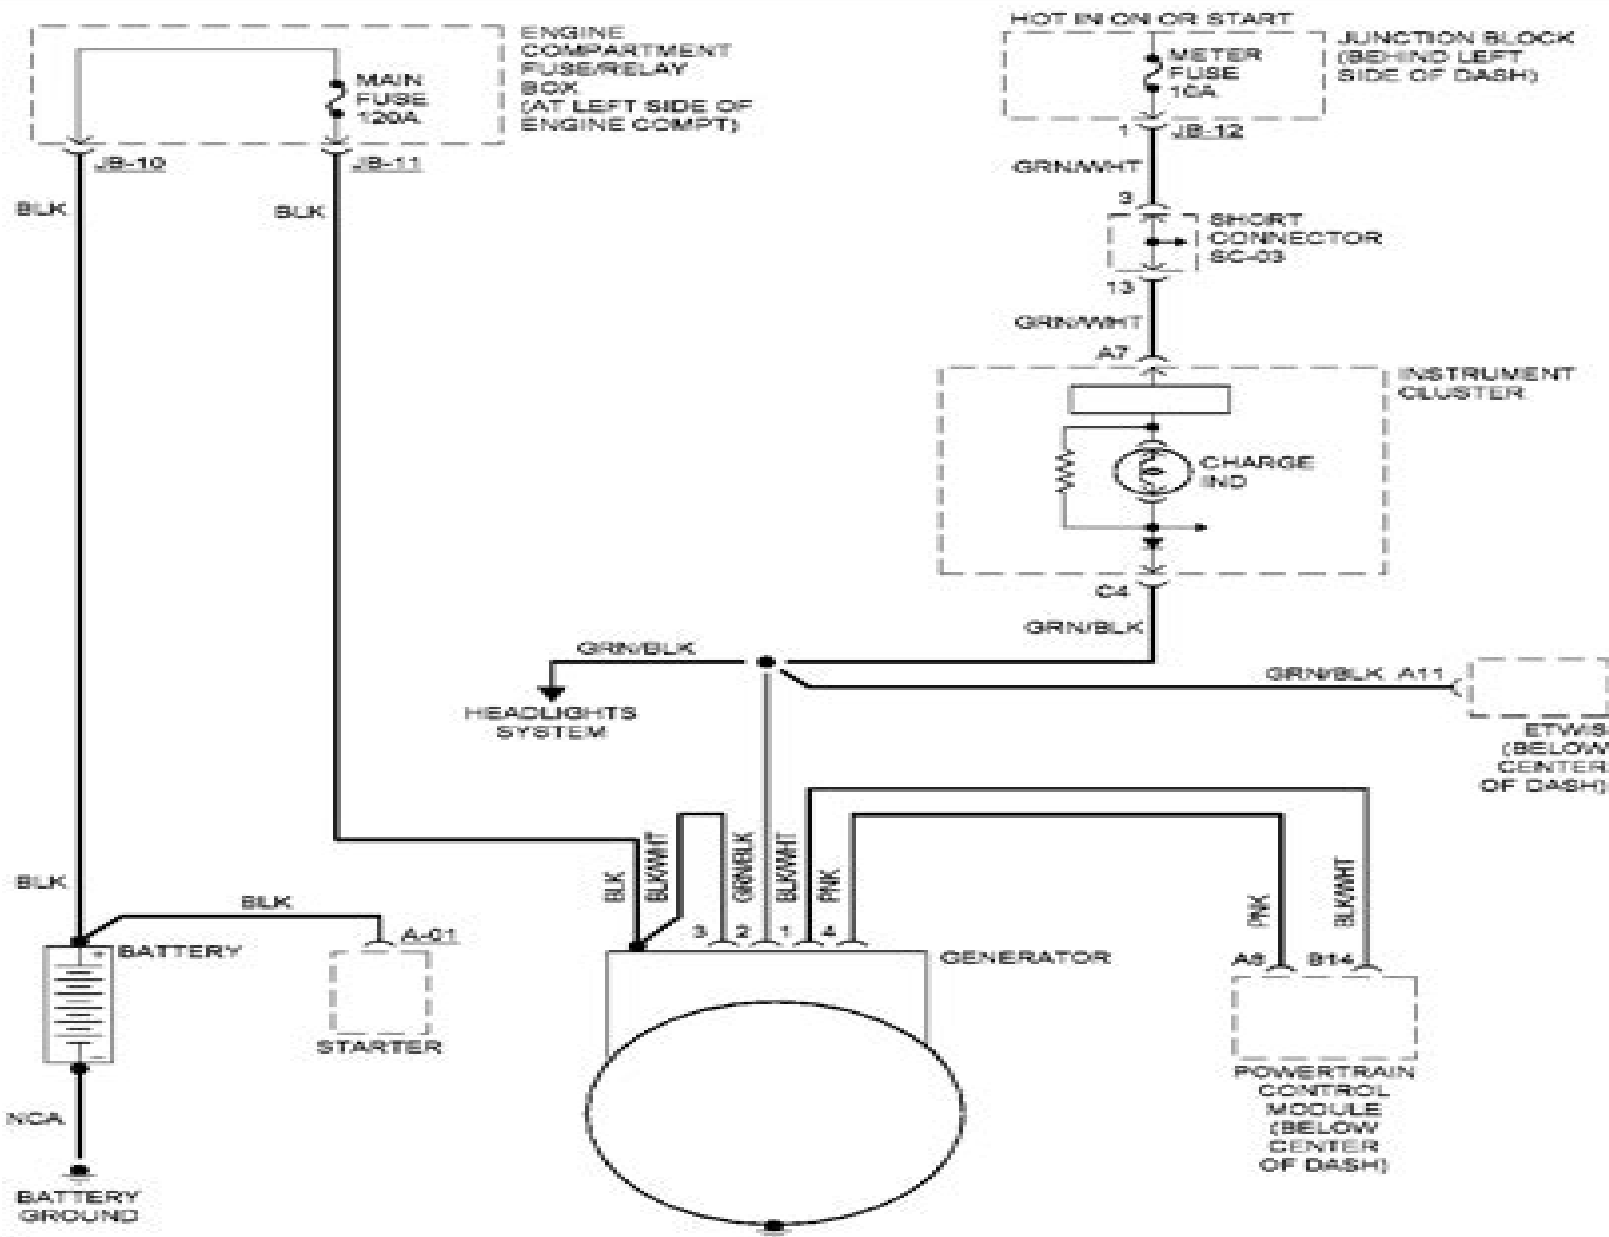 HOT IN ON OR START
ENGINE
COMPARTMENT
FUSE/RELAY
BOX
(AT LEFT SIDE OF
ENGINE COMPT)
MAIN
FUSE
120A
METER
FUSE
10A
JUNCTION BLOCK
(BEHIND LEFT
SIDE OF DASH)
JB-10
JB-11
1
JB-12
BLK
BLK
GRN/WHT
SHORT
CONNECTOR
SC-03
13
GRN/WHT
A7
INSTRUMENT
CLUSTER
CHARGE
IND
C4
GRN/BLK
GRN/BLK
GRN/BLK A11
HEADLIGHTS
SYSTEM
ETWIS
(BELOW
CENTER
OF DASH)
BLK
BLK/WHT
GRN/BLK
BLK/WHT
PNK
PNK
BLK/WHT
BLK
BLK
A-01
3
2
1
4
+ BATTERY
-
GENERATOR
B14
STARTER
POWERTRAIN
CONTROL
MODULE
(BELOW
CENTER
OF DASH)
NCA
BATTERY
GROUND